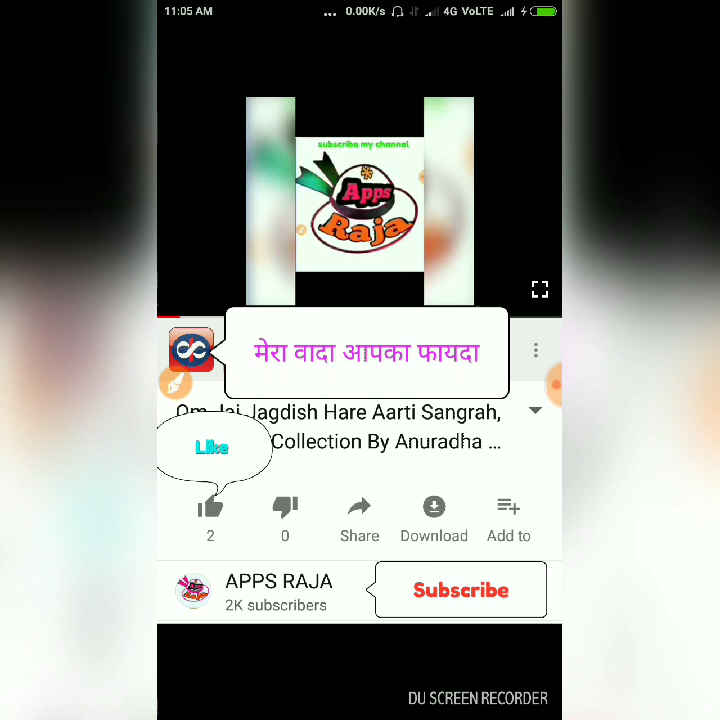 11:05 AM ... 0.00K/s 4G VoLTE
subscribe my channel
Apps
Raja
मेरा वादा आपका फायदा
Om Jai Jagdish Hare Aarti Sangrah,
Like Collection By Anuradha ...
2 0 Share Download Add to
APPS RAJA
2K subscribers
Subscribe
DU SCREEN RECORDER